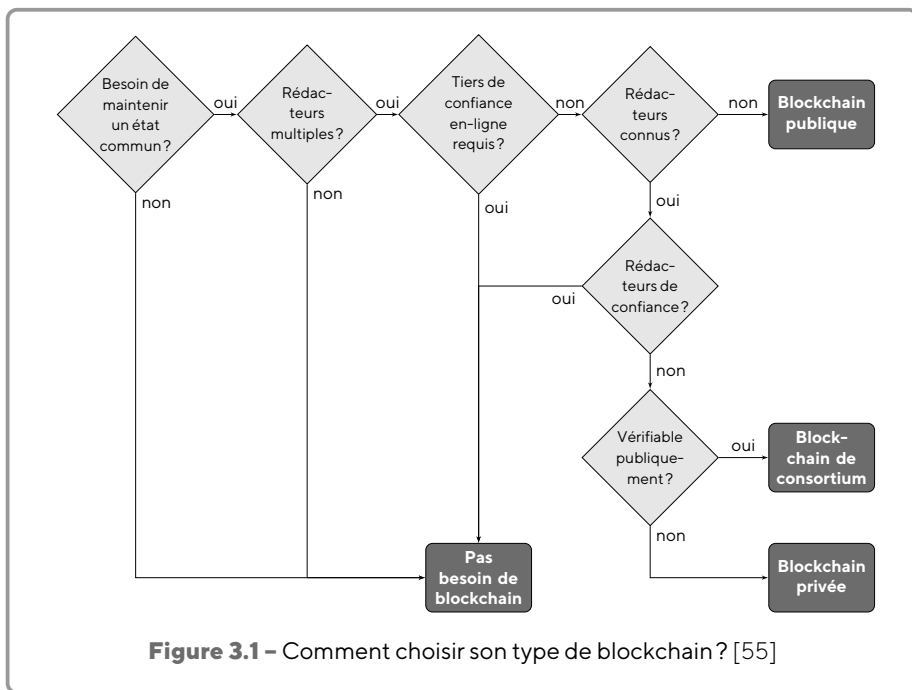 Besoin de
maintenir
un état
commun ?
oui
Rédac-
teurs
multiples ?
oui
Tiers de
confiance
en-ligne
requis ?
non
Rédac-
teurs
connus ?
non
Blockchain
publique
non
non
oui
oui
Rédac-
teurs de
confiance ?
oui
non
Vérifiable
publique-
ment ?
oui
Block-
chain de
consortium
non
Pas
besoin de
blockchain
Blockchain
privée
Figure 3.1 – Comment choisir son type de blockchain ? [55]